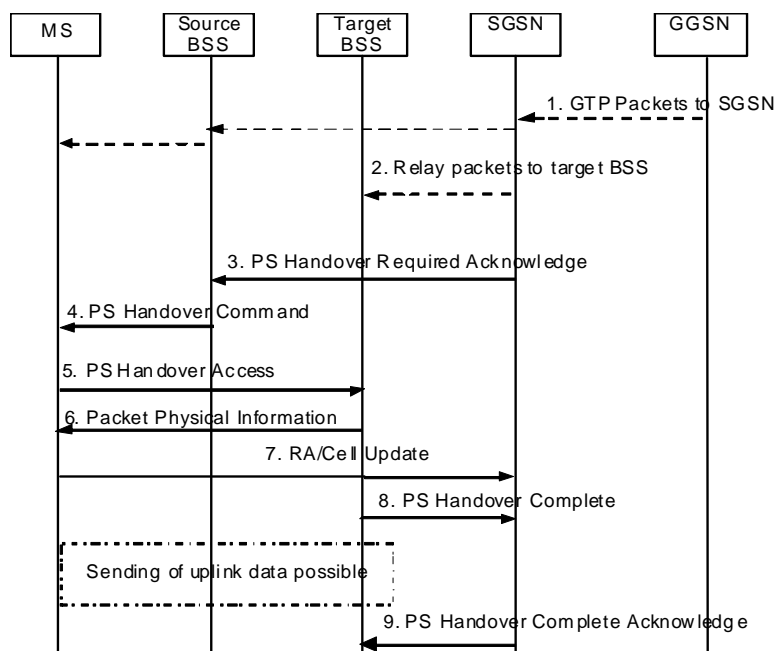 MS
Source
BSS
Target
BSS
SGSN
GGSN
1. GTP Packets to SGSN
2. Relay packets to target BSS
3. PS Handover Required Acknowledge
4. PS Handover Command
5. PS Handover Access
6. Packet Physical Information
7. RA/Cell Update
8. PS Handover Complete
Sending of uplink data possible
9. PS Handover Complete Acknowledge